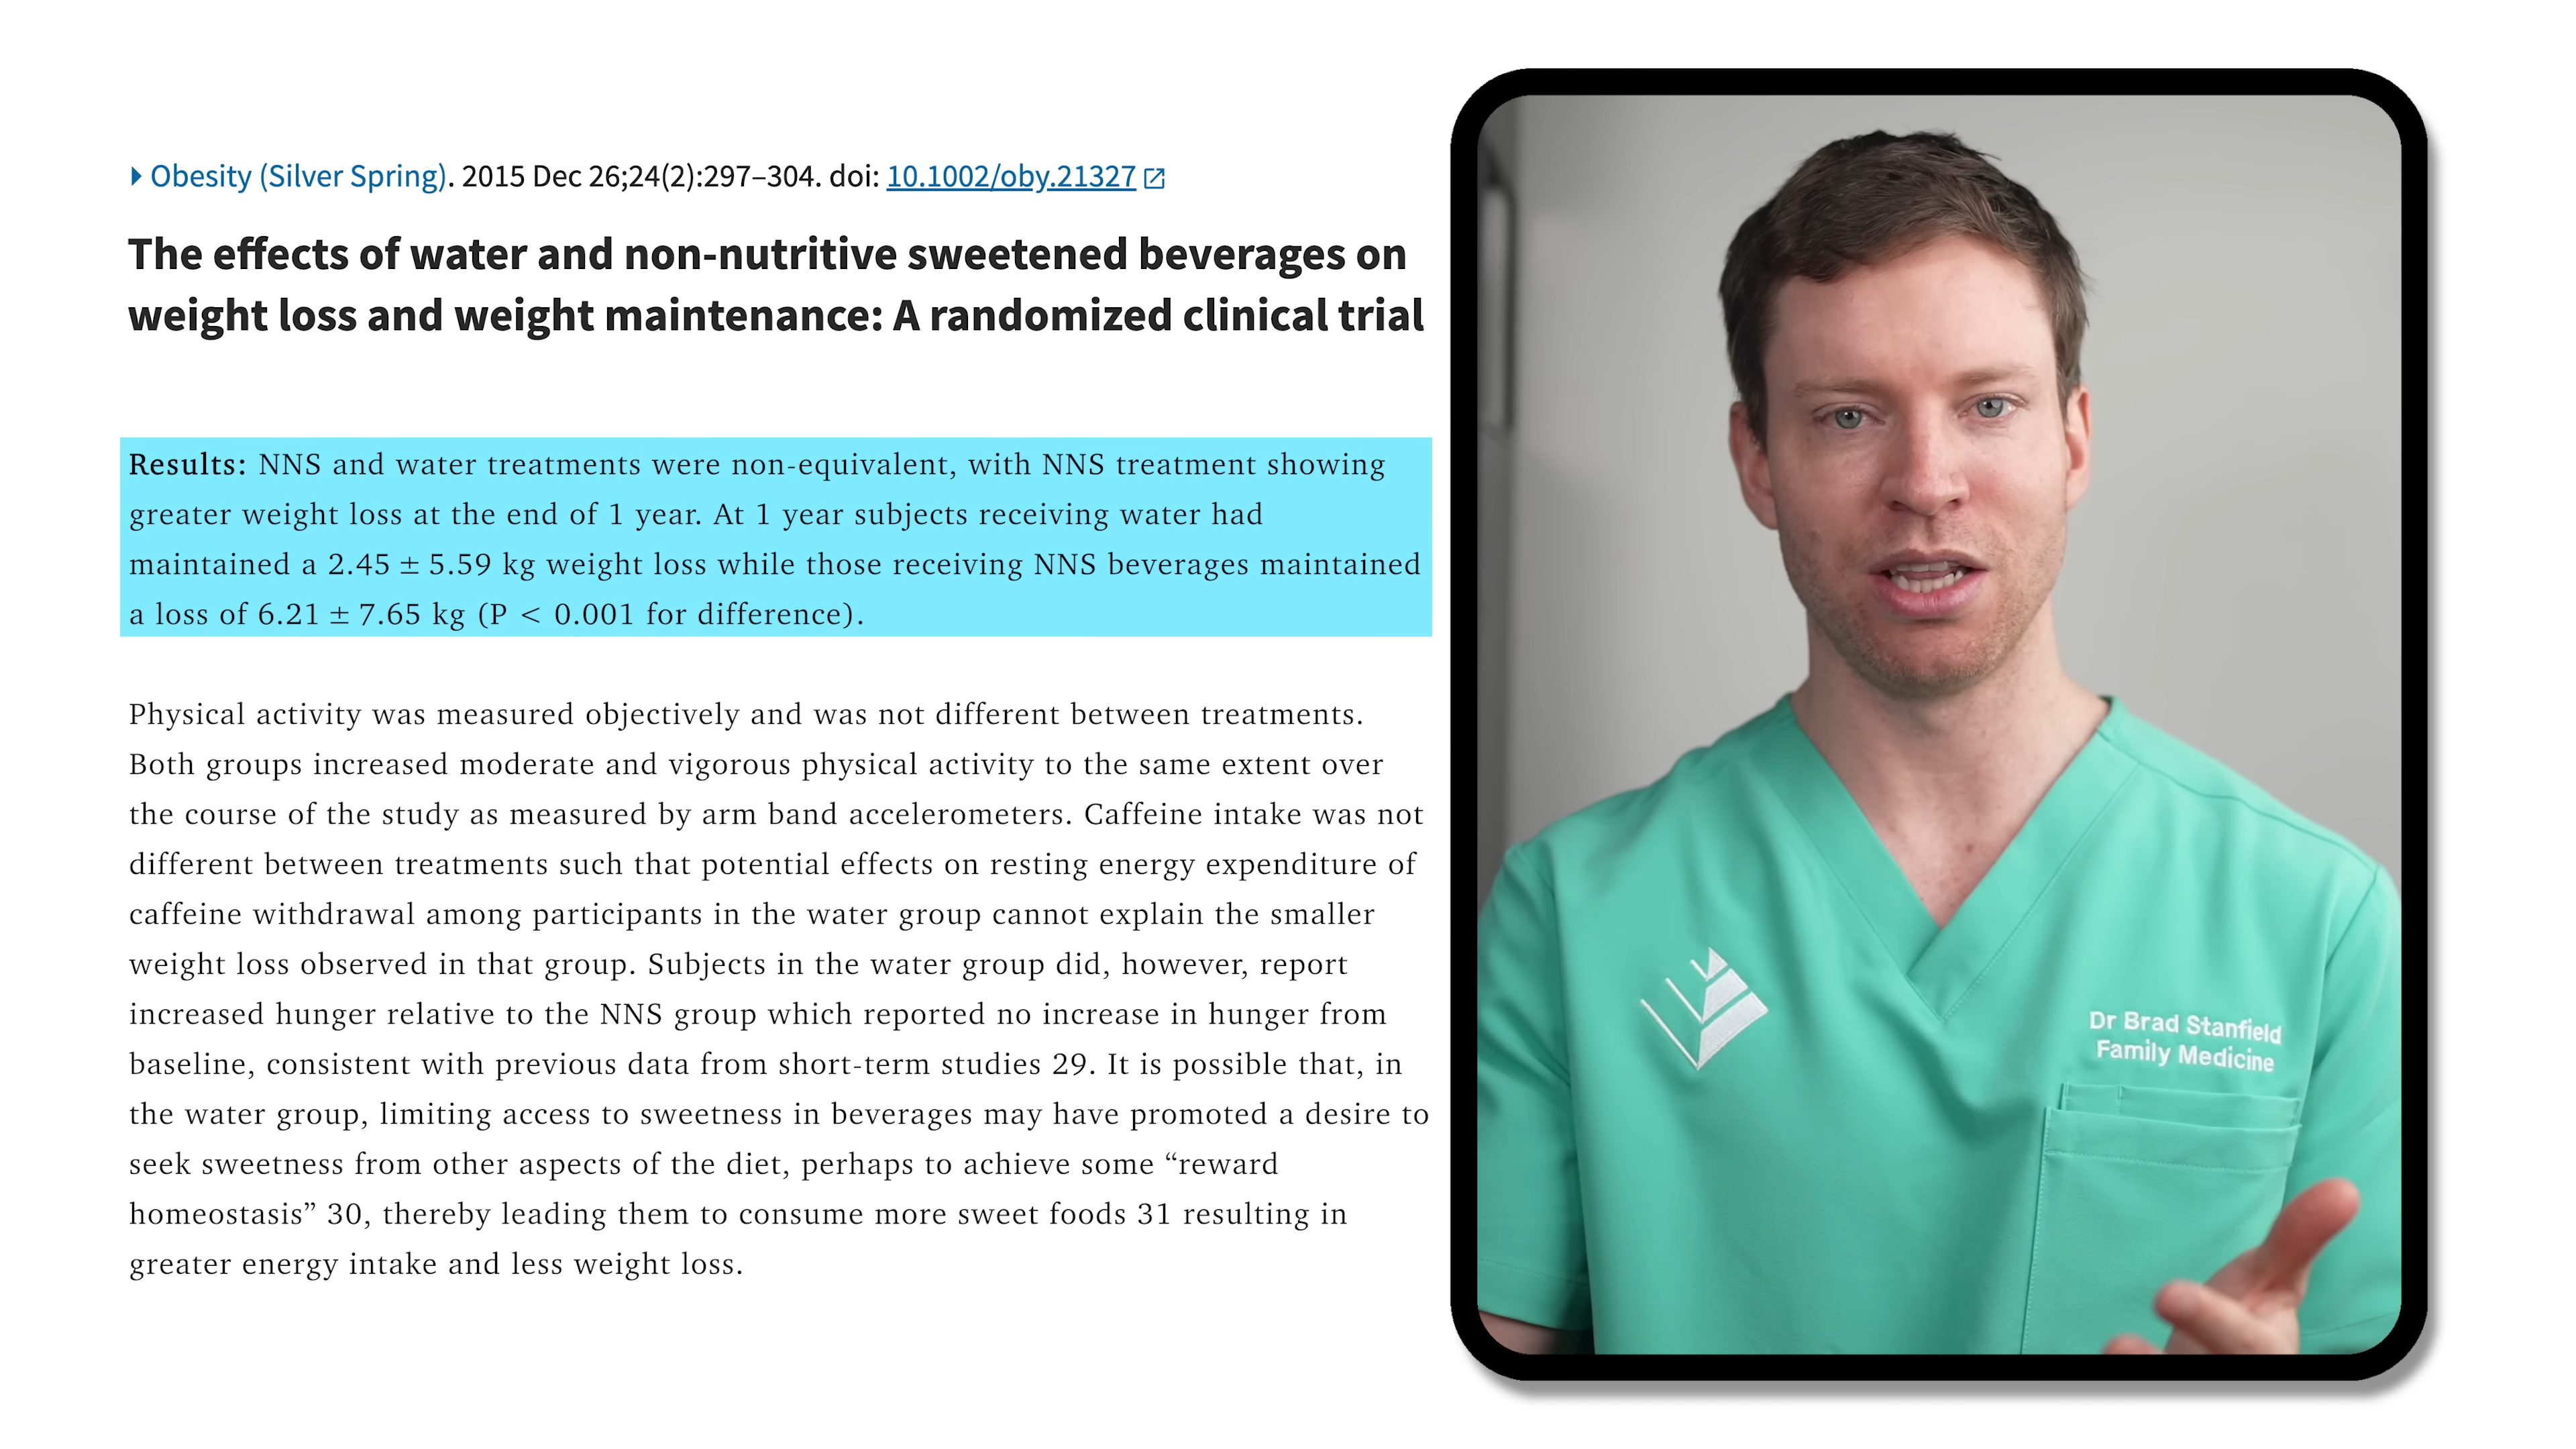 Obesity (Silver Spring). 2015 Dec 26;24(2):297–304. doi: 10.1002/oby.21327
The effects of water and non-nutritive sweetened beverages on
weight loss and weight maintenance: A randomized clinical trial
Results: NNS and water treatments were non-equivalent, with NNS treatment showing
greater weight loss at the end of 1 year. At 1 year subjects receiving water had
maintained a 2.45 ± 5.59 kg weight loss while those receiving NNS beverages maintained
a loss of 6.21 ± 7.65 kg (P < 0.001 for difference).
Physical activity was measured objectively and was not different between treatments.
Both groups increased moderate and vigorous physical activity to the same extent over
the course of the study as measured by arm band accelerometers. Caffeine intake was not
different between treatments such that potential effects on resting energy expenditure of
caffeine withdrawal among participants in the water group cannot explain the smaller
weight loss observed in that group. Subjects in the water group did, however, report
increased hunger relative to the NNS group which reported no increase in hunger from
baseline, consistent with previous data from short-term studies 29. It is possible that, in
the water group, limiting access to sweetness in beverages may have promoted a desire to
seek sweetness from other aspects of the diet, perhaps to achieve some “reward
homeostasis” 30, thereby leading them to consume more sweet foods 31 resulting in
greater energy intake and less weight loss.
Dr Brad Stanfield
Family Medicine